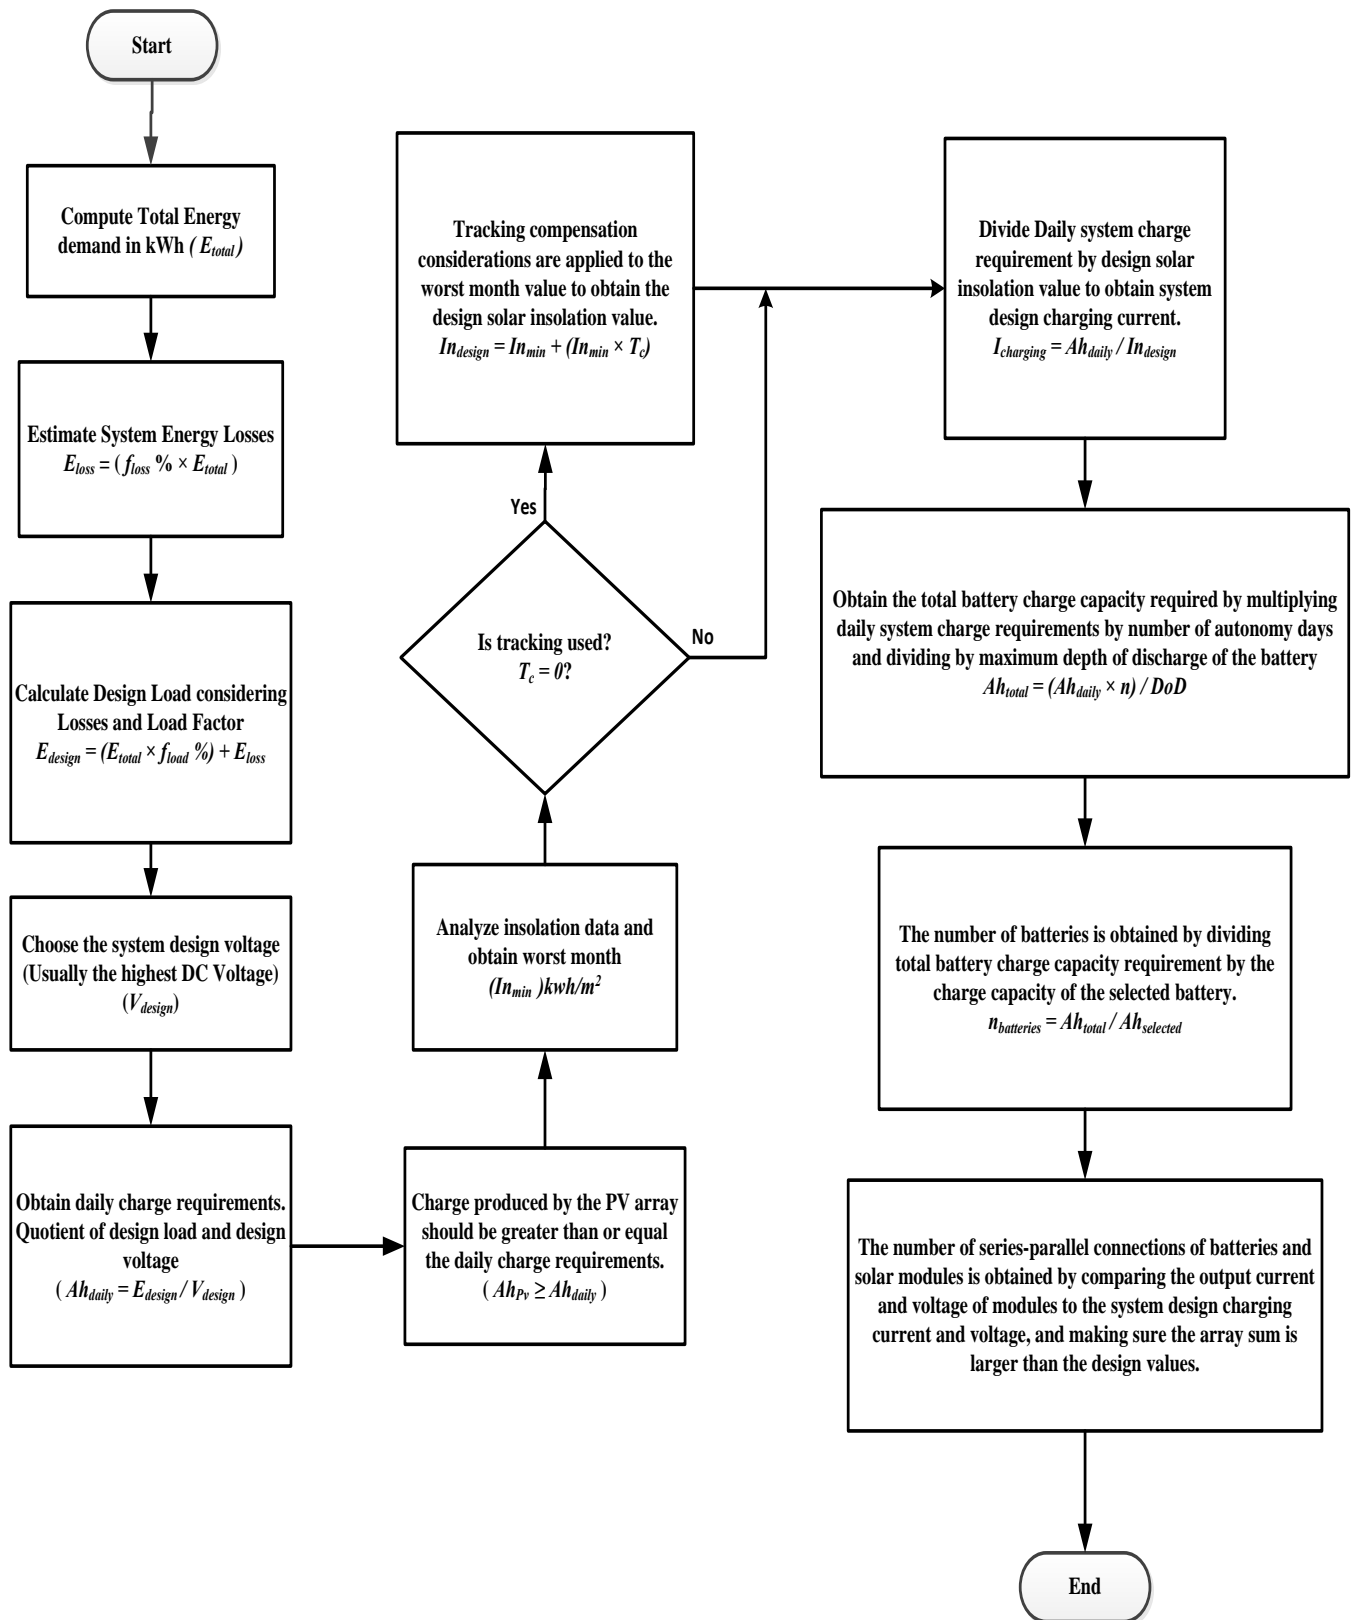 Start
Compute Total Energy
demand in kWh ( E_total )
Estimate System Energy Losses
E_loss = ( f_loss % × E_total )
Calculate Design Load considering
Losses and Load Factor
E_design = (E_total × f_load %) + E_loss
Choose the system design voltage
(Usually the highest DC Voltage)
(V_design)
Obtain daily charge requirements.
Quotient of design load and design
voltage
( Ah_daily = E_design / V_design )
Charge produced by the PV array
should be greater than or equal
the daily charge requirements.
( Ah_Pv ≥ Ah_daily )
Analyze insolation data and
obtain worst month
(In_min )kwh/m²
Is tracking used?
T_c = 0?
Yes
No
Tracking compensation
considerations are applied to the
worst month value to obtain the
design solar insolation value.
In_design = In_min + (In_min × T_c)
Divide Daily system charge
requirement by design solar
insolation value to obtain system
design charging current.
I_charging = Ah_daily / In_design
Obtain the total battery charge capacity required by multiplying
daily system charge requirements by number of autonomy days
and dividing by maximum depth of discharge of the battery
Ah_total = (Ah_daily × n) / DoD
The number of batteries is obtained by dividing
total battery charge capacity requirement by the
charge capacity of the selected battery.
n_batteries = Ah_total / Ah_selected
The number of series-parallel connections of batteries and
solar modules is obtained by comparing the output current
and voltage of modules to the system design charging
current and voltage, and making sure the array sum is
larger than the design values.
End